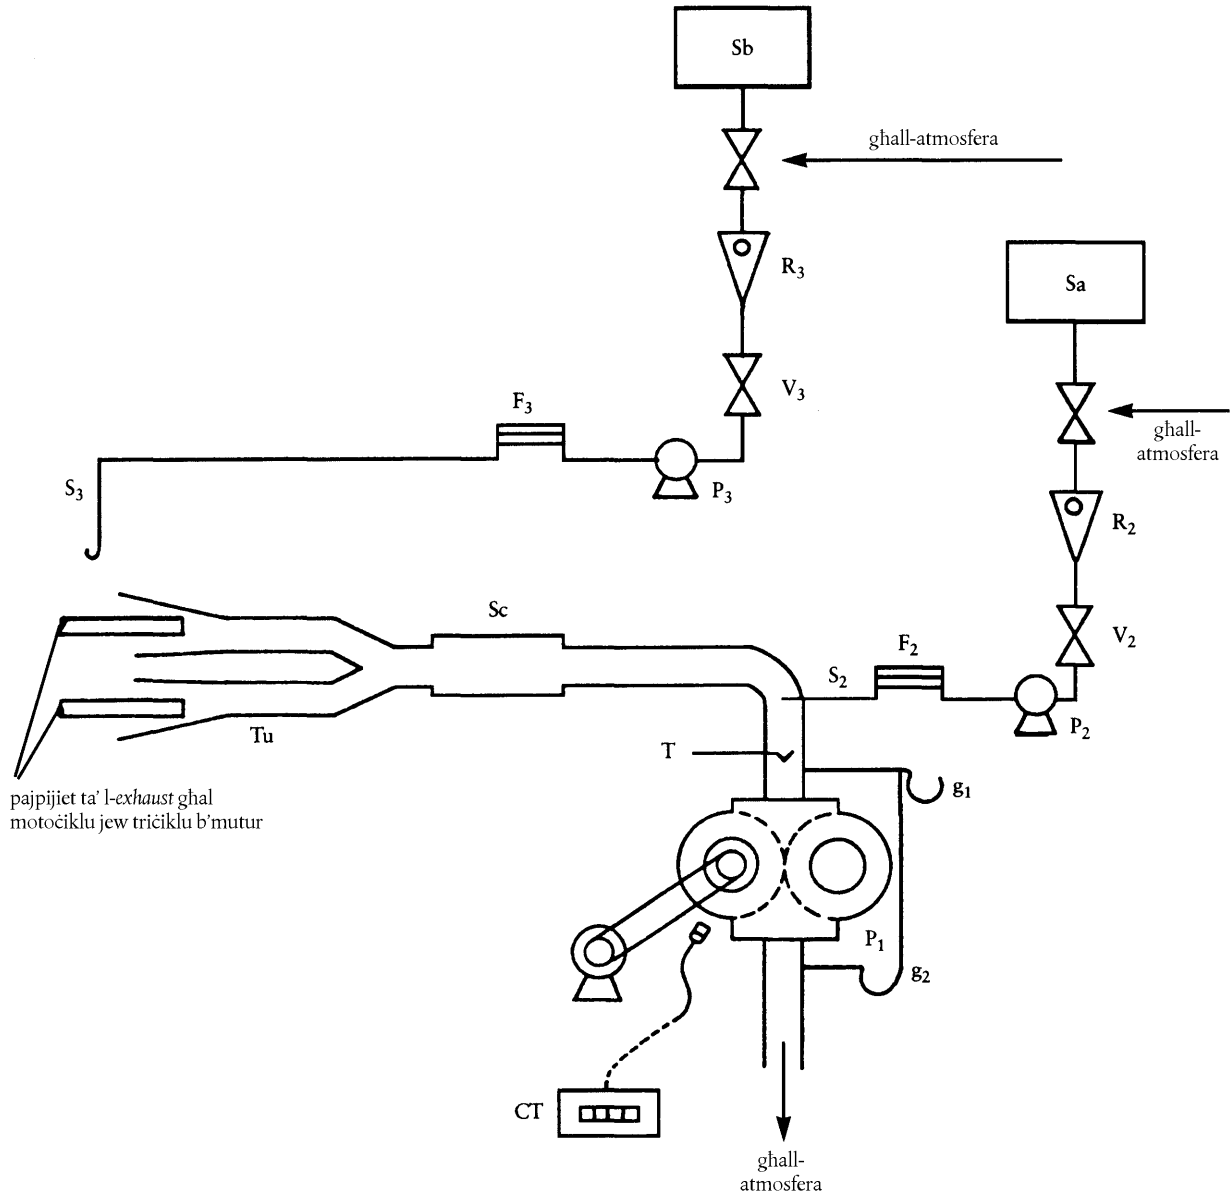 Sb
għall-atmosfera
R3
Sa
V3
F3
għall-
atmosfera
S3
P3
R2
Sc
V2
F2
S2
Tu
P2
T
g1
pajpijiet ta' l-exhaust għal
motoċiklu jew triċiklu b'mutur
P1
g2
CT
għall-
atmosfera